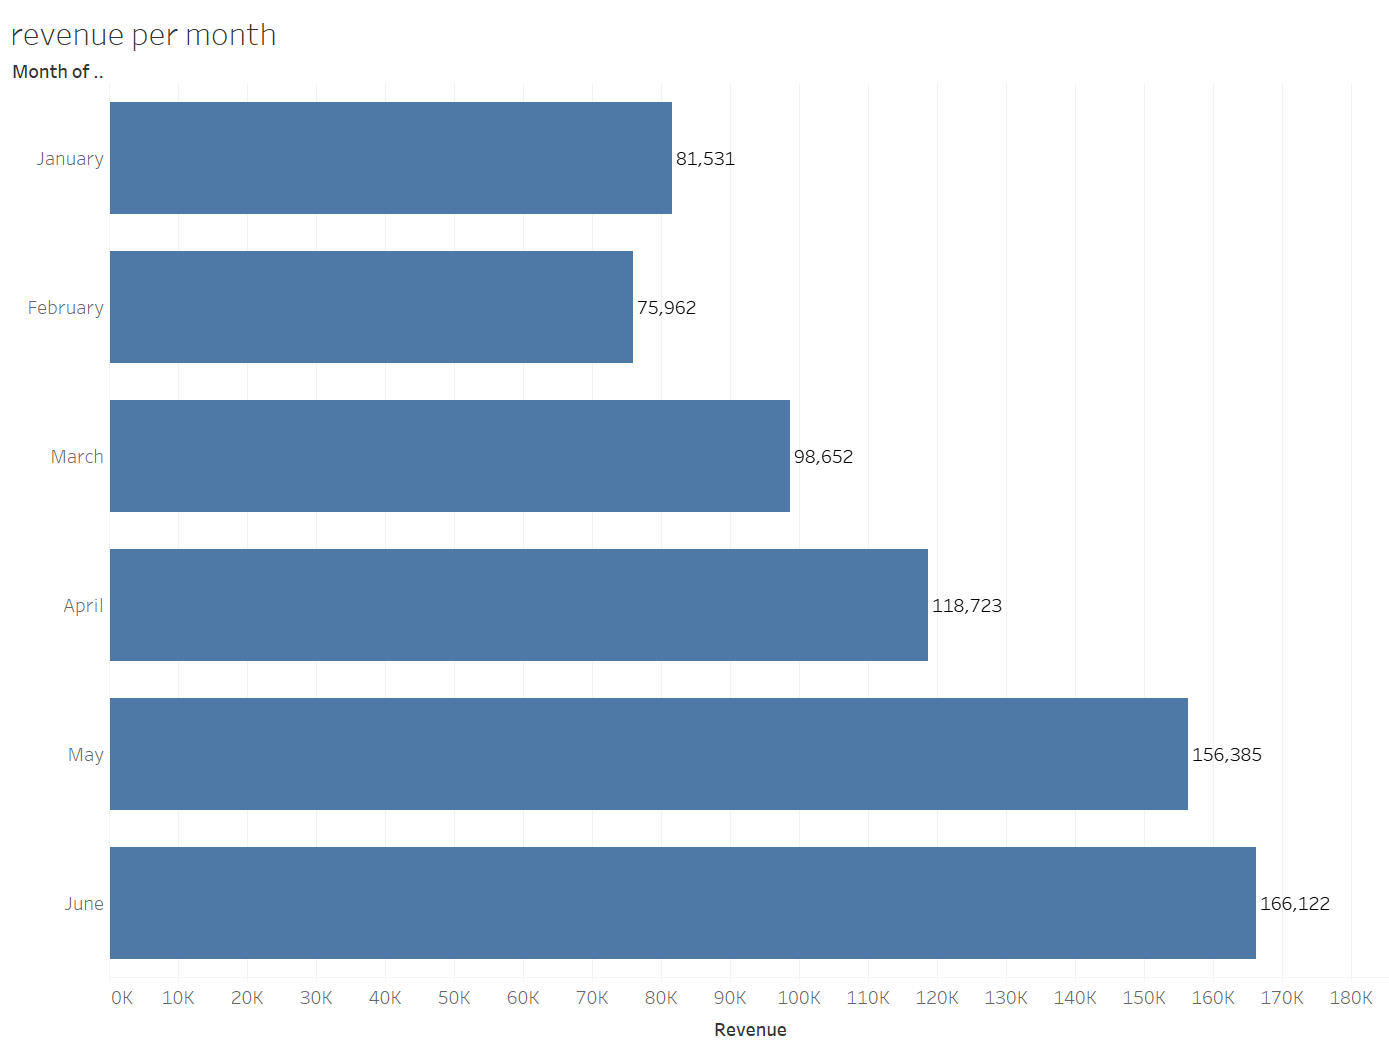 revenue per month
Month of ..
January
81,531
February
75,962
March
98,652
April
118,723
May
156,385
June
166,122
0K 10K 20K 30K 40K 50K 60K 70K 80K 90K 100K 110K 120K 130K 140K 150K 160K 170K 180K
Revenue